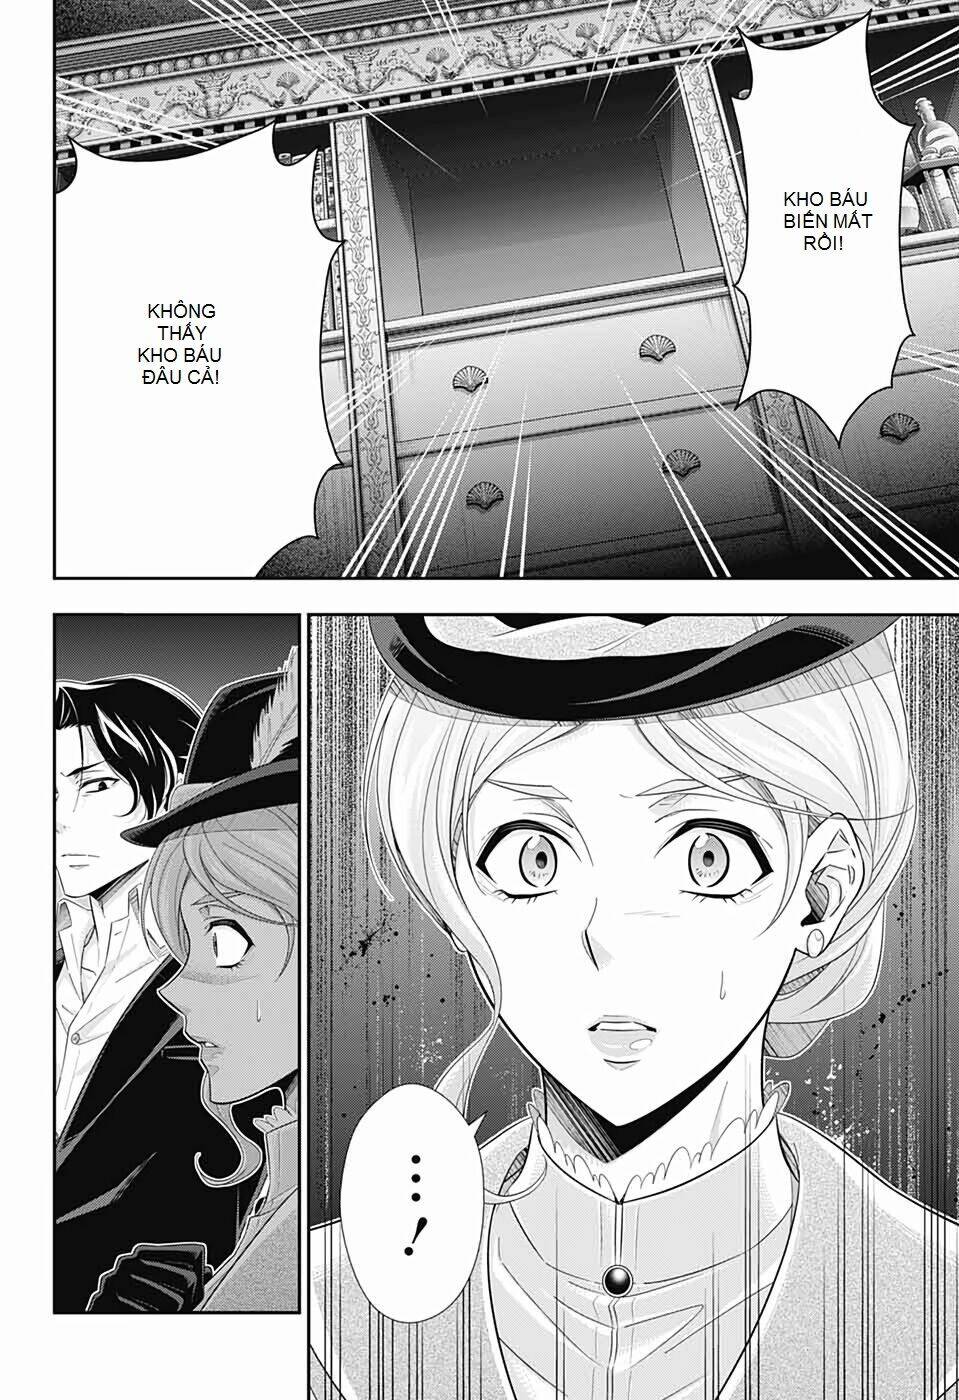 KHO BÁU
BIẾN MẤT
RỒI!
KHÔNG
THẤY
KHO BÁU
ĐÂU CẢ!
...!